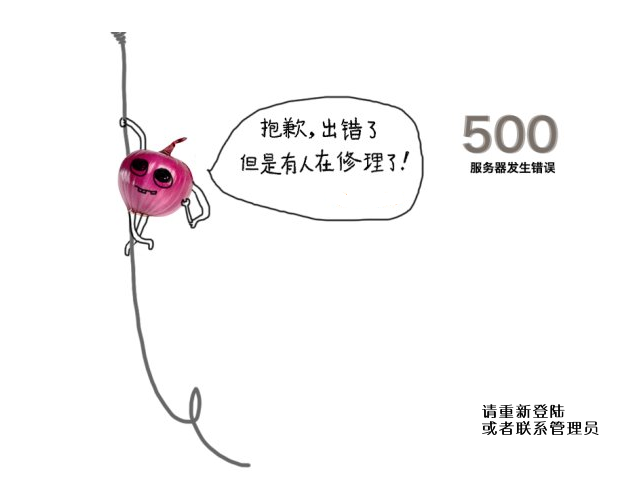 抱歉，出错了
但是有人在修理了！
500
服务器发生错误
请重新登陆
或者联系管理员